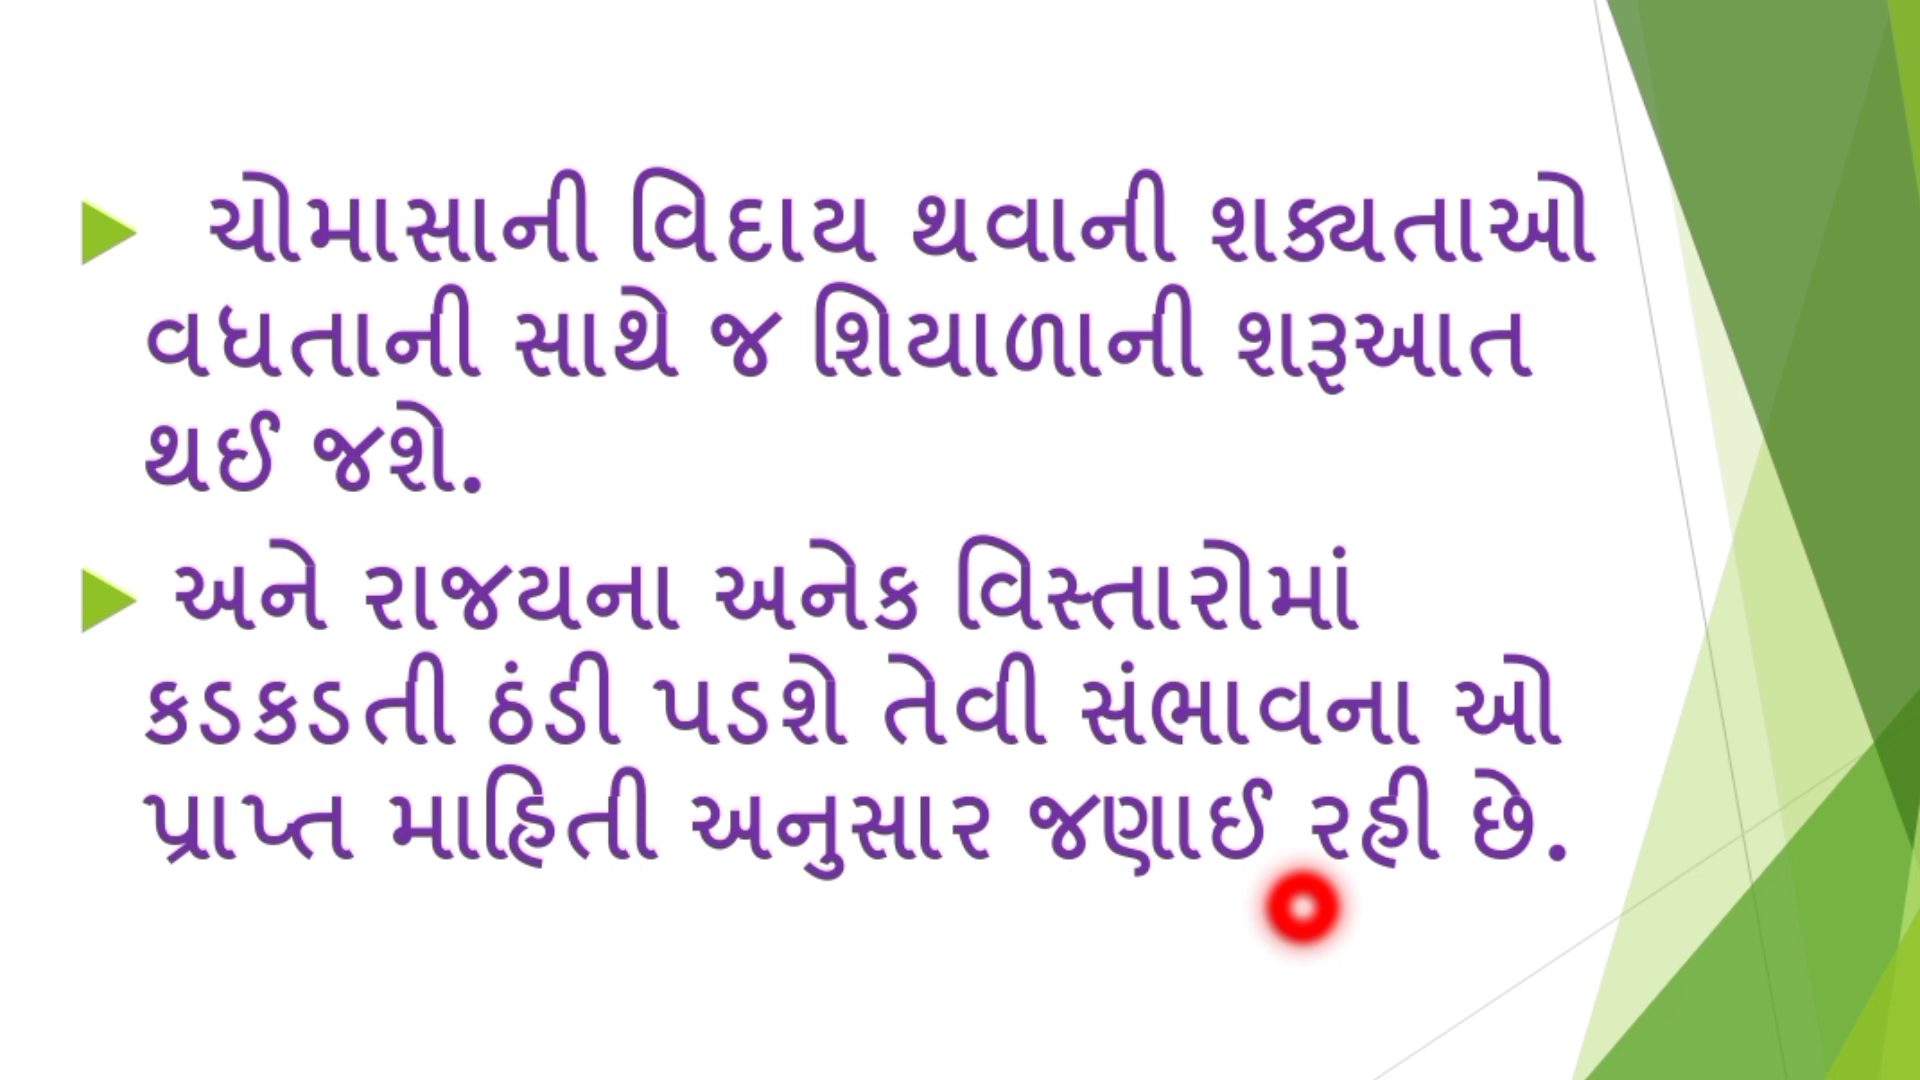 ચોમાસાની વિદાય થવાની શક્યતાઓ
વધતાની સાથે જ શિયાળાની શરૂઆત
થઈ જશે.
અને રાજયના અનેક વિસ્તારોમાં
કડકડતી ઠંડી પડશે તેવી સંભાવના ઓ
પ્રાપ્ત માહિતી અનુસાર જણાઈ રહી છે.